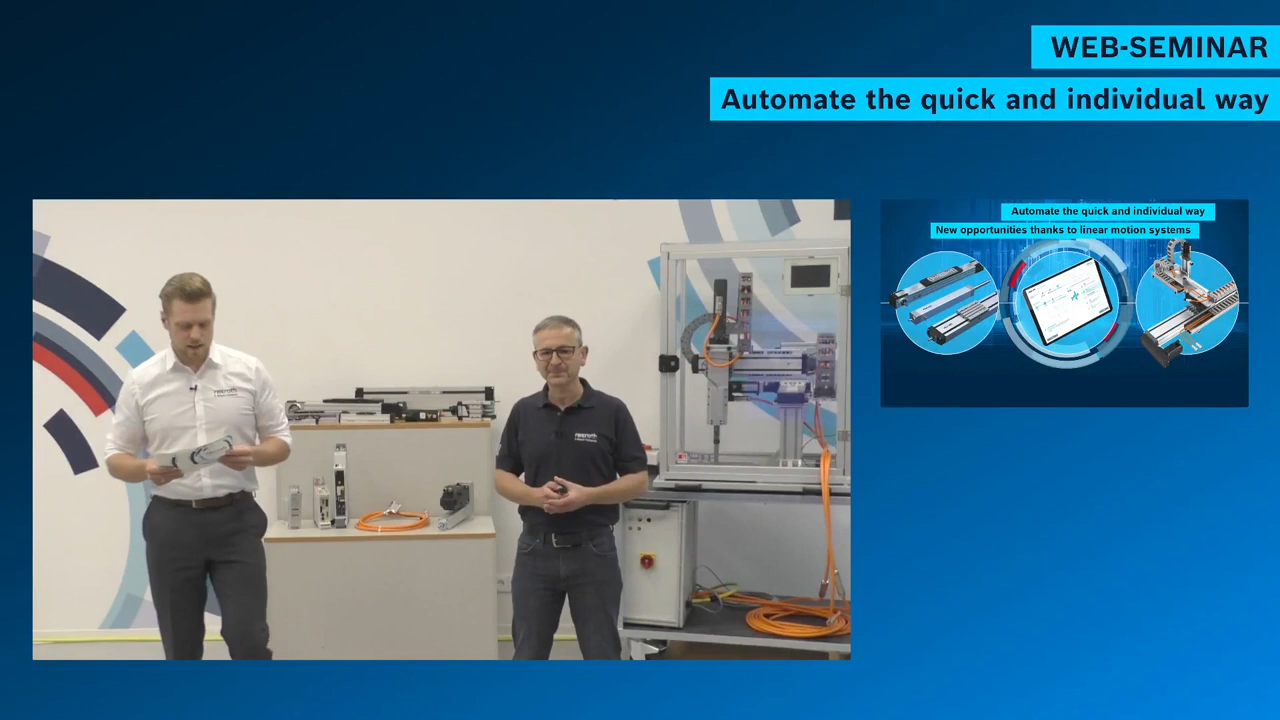 WEB-SEMINAR
Automate the quick and individual way
Automate the quick and individual way
New opportunities thanks to linear motion systems
rexroth
rexroth